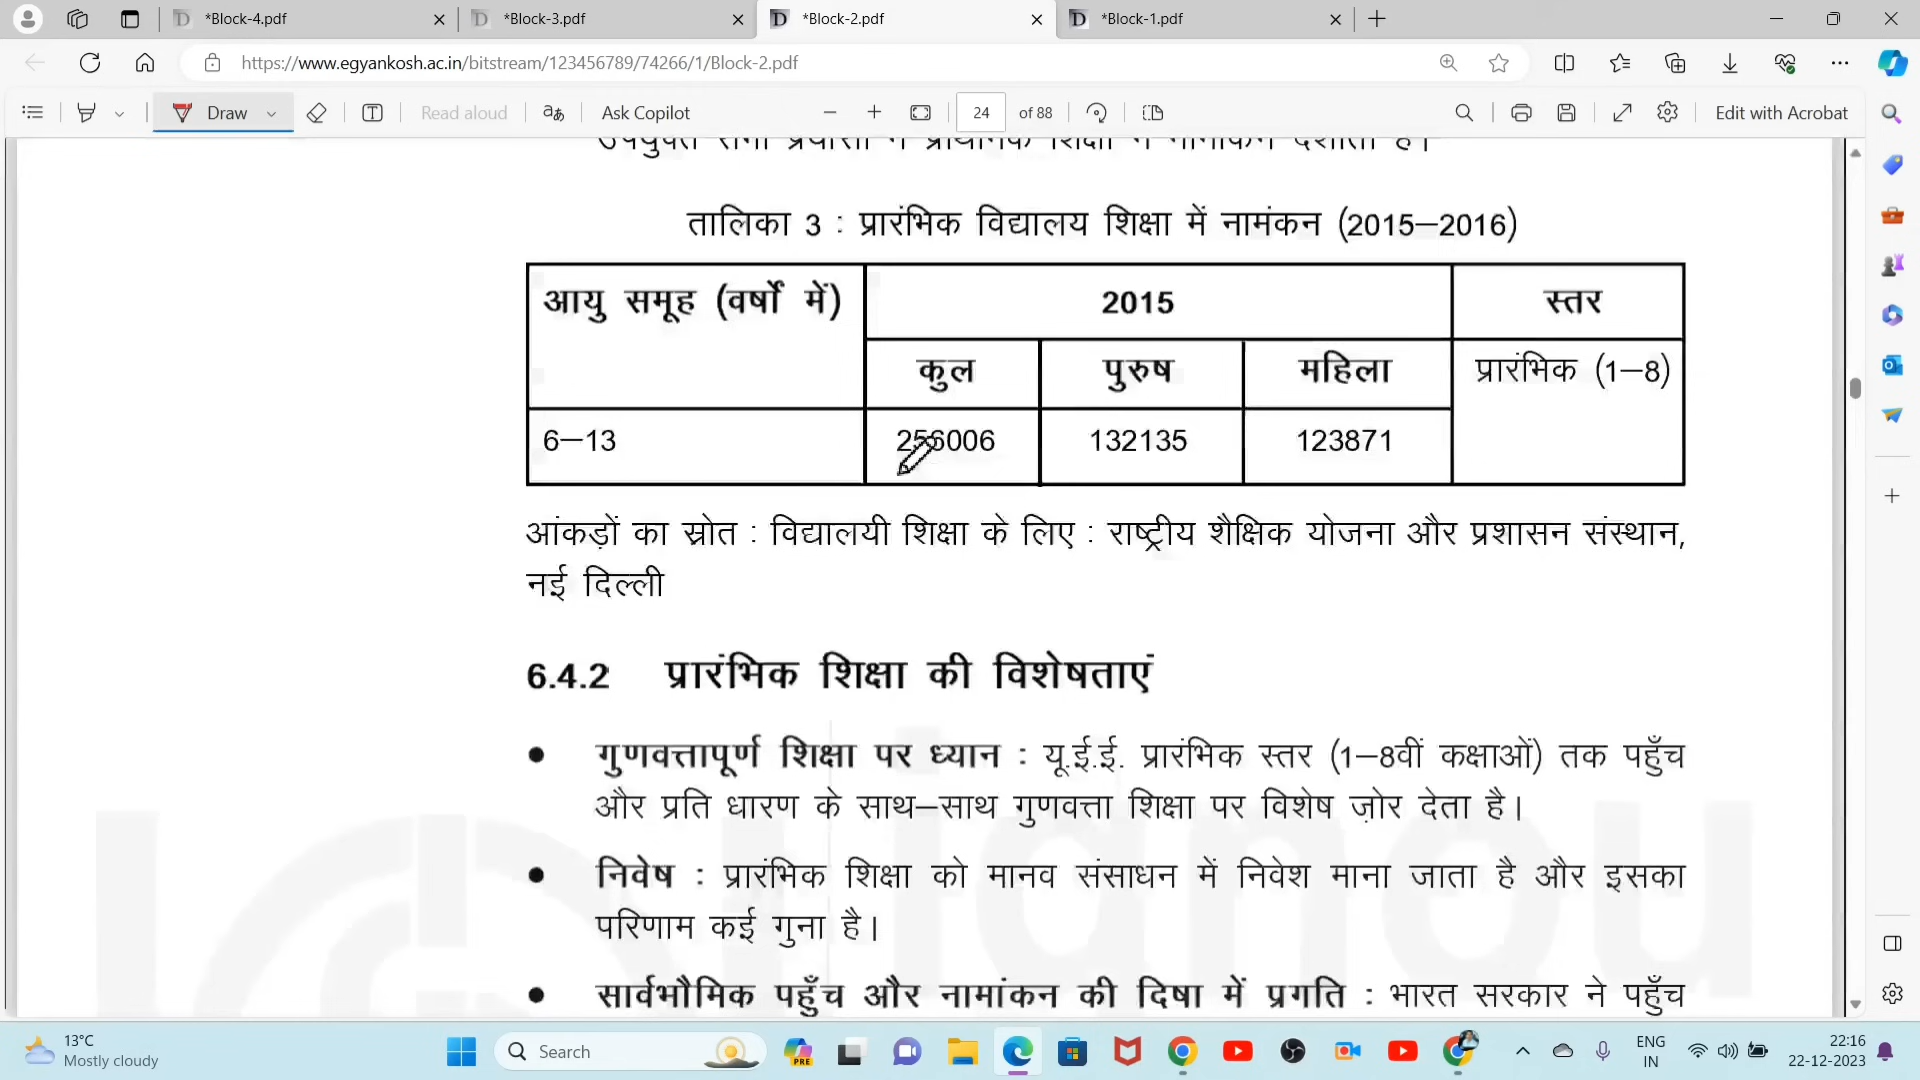 *Block-4.pdf
*Block-3.pdf
*Block-2.pdf
*Block-1.pdf
https://www.egyankosh.ac.in/bitstream/123456789/74266/1/Block-2.pdf
Draw
Read aloud
aあ
Ask Copilot
24 of 88
Edit with Acrobat
तालिका 3 : प्रारंभिक विद्यालय शिक्षा में नामांकन (2015–2016)
आयु समूह (वर्षों में) 2015 स्तर
कुल पुरुष महिला प्रारंभिक (1–8)
6–13 256006 132135 123871
आंकड़ों का स्रोत : विद्यालयी शिक्षा के लिए : राष्ट्रीय शैक्षिक योजना और प्रशासन संस्थान,
नई दिल्ली
6.4.2 प्रारंभिक शिक्षा की विशेषताएं
• गुणवत्तापूर्ण शिक्षा पर ध्यान : यू.ई.ई. प्रारंभिक स्तर (1–8वीं कक्षाओं) तक पहुँच
और प्रति धारण के साथ–साथ गुणवत्ता शिक्षा पर विशेष ज़ोर देता है।
• निवेष : प्रारंभिक शिक्षा को मानव संसाधन में निवेश माना जाता है और इसका
परिणाम कई गुना है।
• सार्वभौमिक पहुँच और नामांकन की दिषा में प्रगति : भारत सरकार ने पहुँच
ignou
13°C
Mostly cloudy
Search
PRE
ENG
IN
22:16
22-12-2023